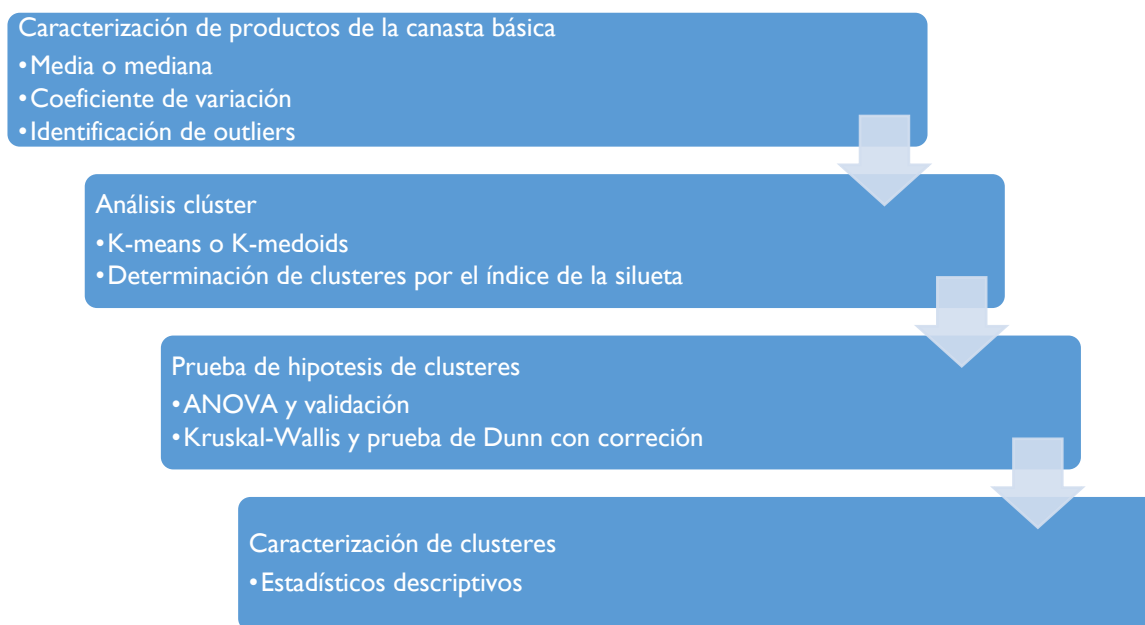 Caracterización de productos de la canasta básica
•Media o mediana
•Coeficiente de variación
•Identificación de outliers
Análisis clúster
•K-means o K-medoids
•Determinación de clusteres por el índice de la silueta
Prueba de hipotesis de clusteres
•ANOVA y validación
•Kruskal-Wallis y prueba de Dunn con correción
Caracterización de clusteres
•Estadísticos descriptivos